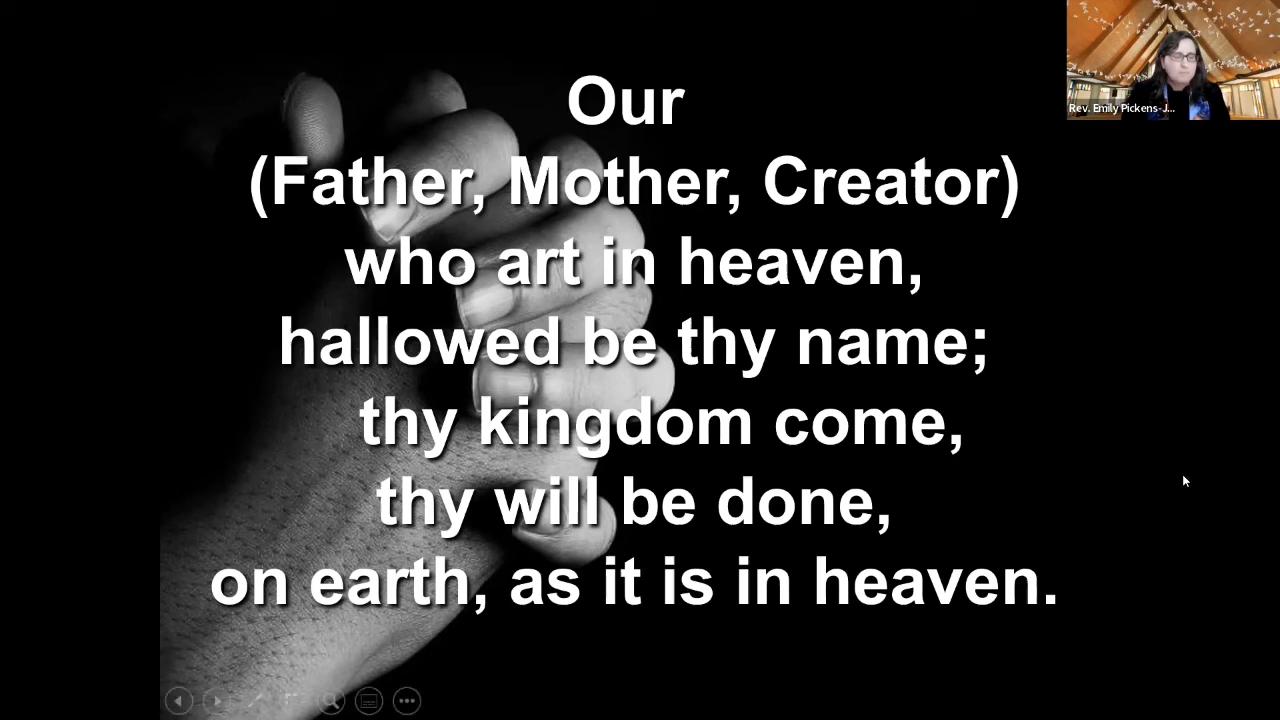 Our
(Father, Mother, Creator)
who art in heaven,
hallowed be thy name;
thy kingdom come,
thy will be done,
on earth, as it is in heaven.
Rev. Emily Pickens-J...